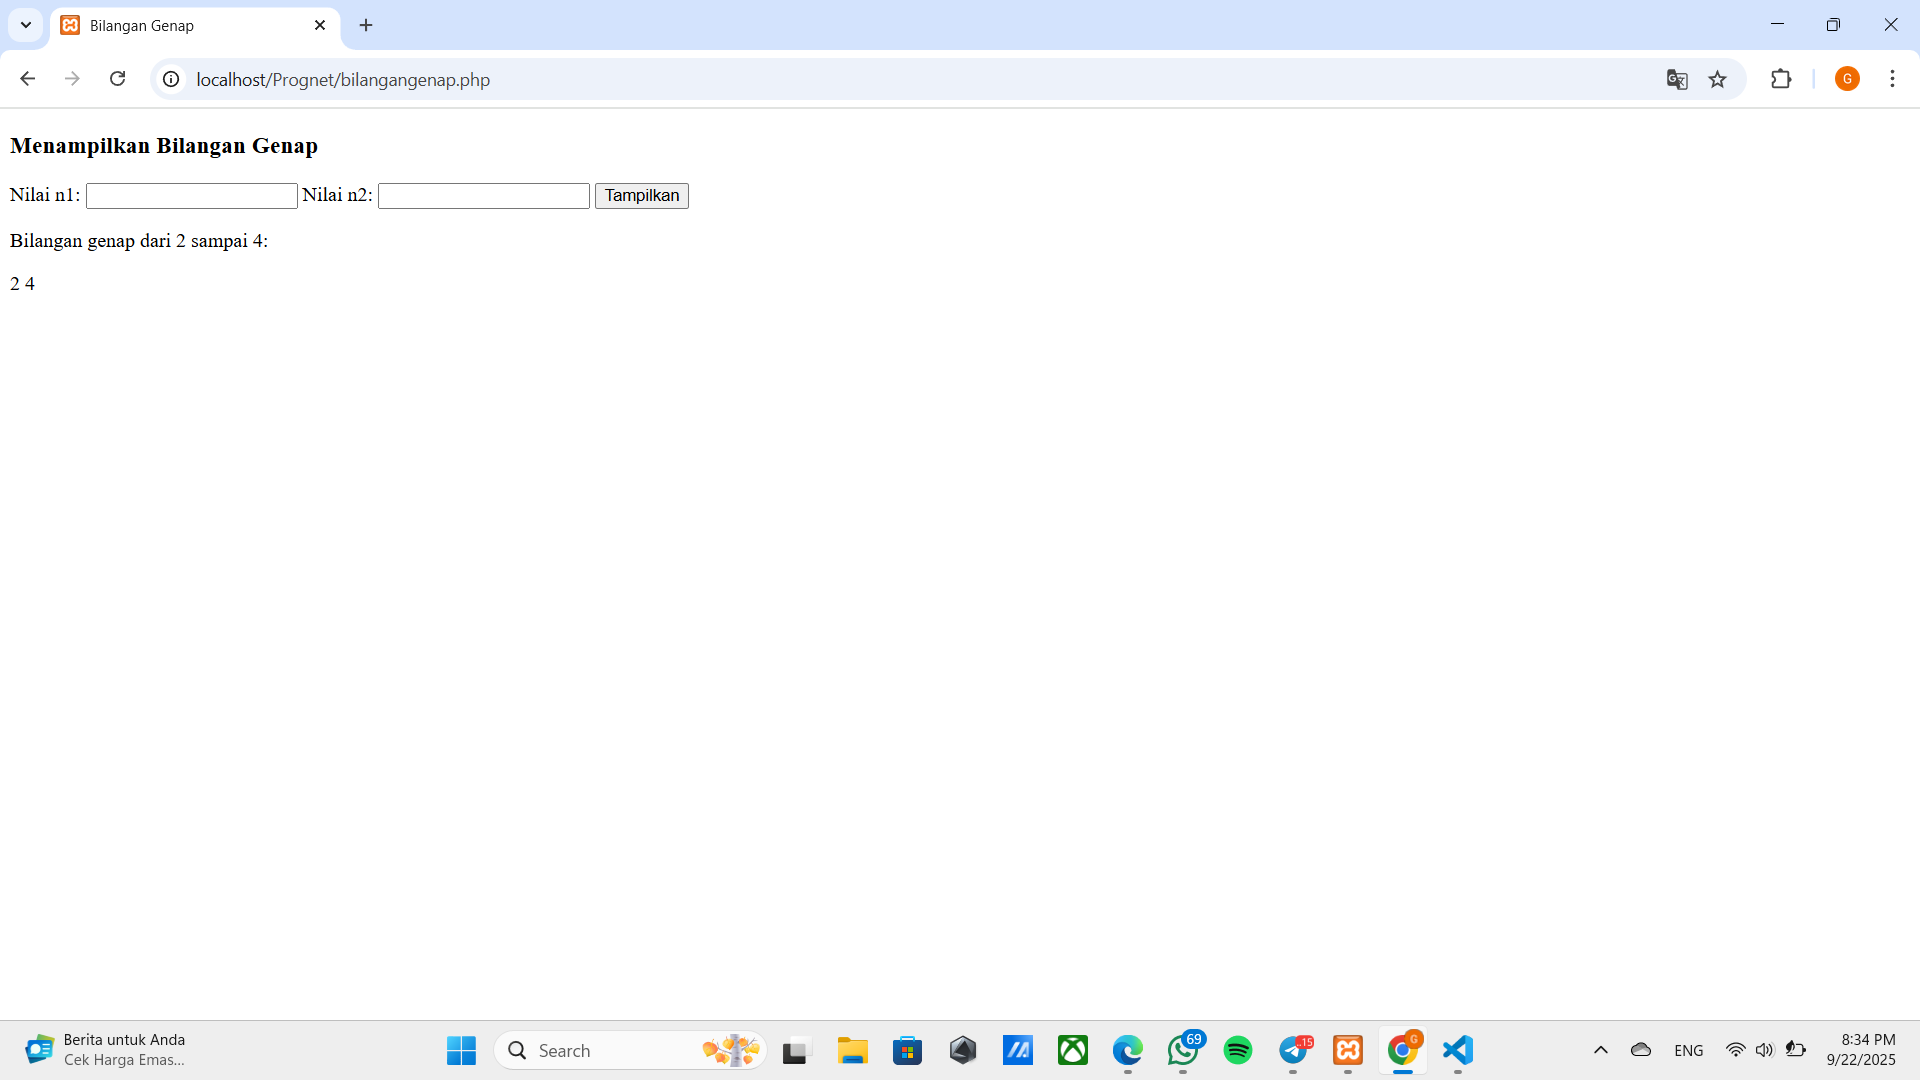 Bilangan Genap
localhost/Prognet/bilangangenap.php
G
Menampilkan Bilangan Genap
Nilai n1: Nilai n2: Tampilkan
Bilangan genap dari 2 sampai 4:
2 4
Berita untuk Anda
Cek Harga Emas...
Search
69
15
G
ENG
8:34 PM
9/22/2025